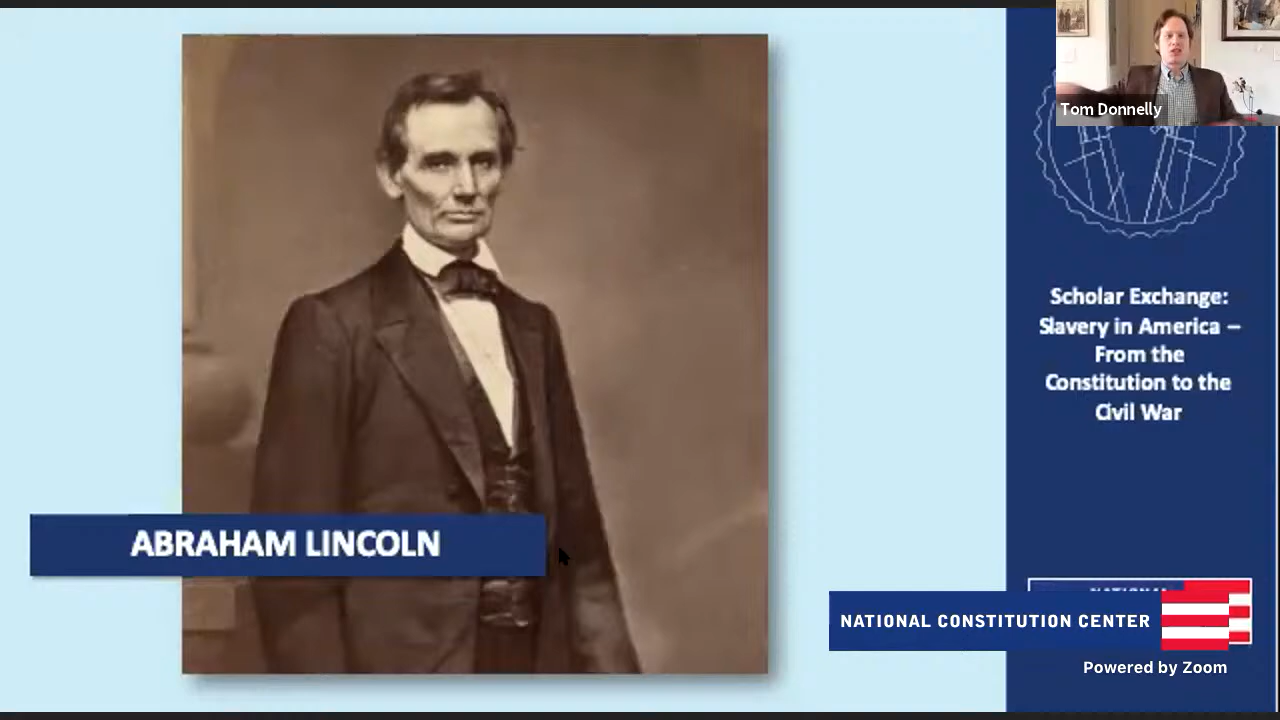 Tom Donnelly
Scholar Exchange:
Slavery in America –
From the
Constitution to the
Civil War
ABRAHAM LINCOLN
NATIONAL
NATIONAL CONSTITUTION CENTER
Powered by Zoom